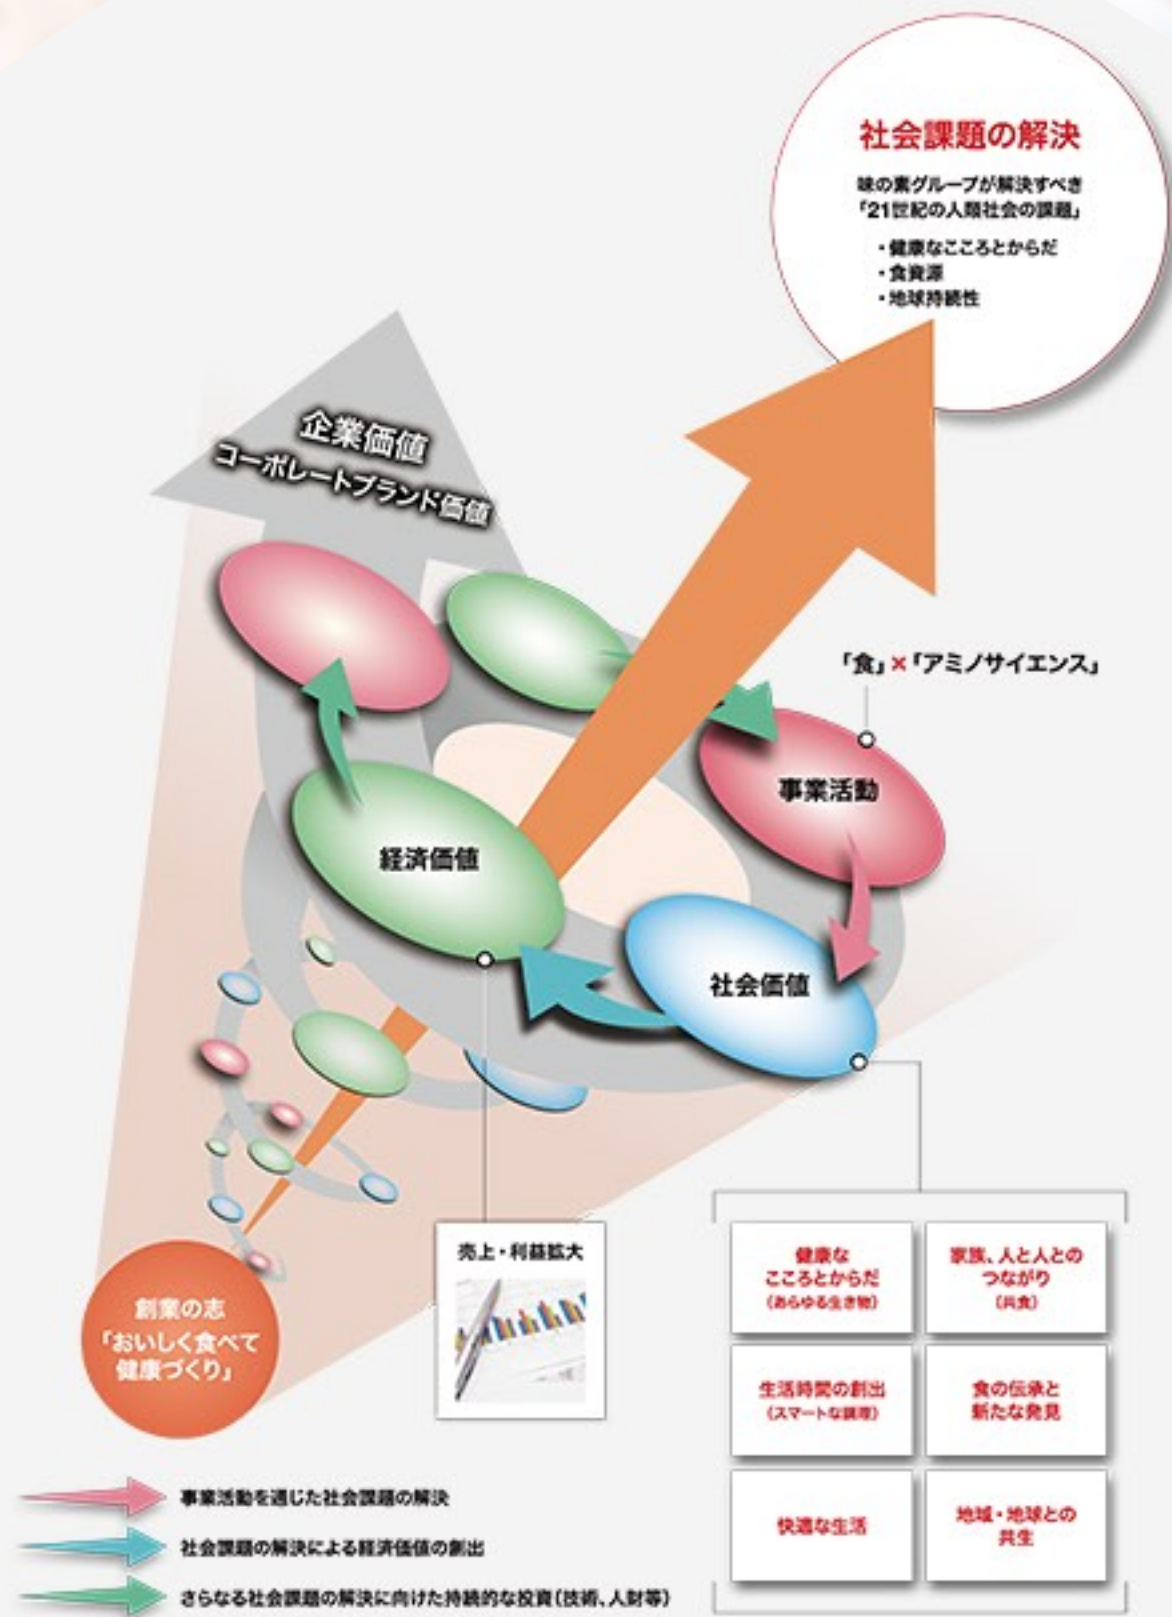 社会課題の解決
味の素グループが解決すべき
「21世紀の人類社会の課題」
・健康なこころとからだ
・食資源
・地球持続性
企業価値
コーポレートブランド価値
「食」×「アミノサイエンス」
事業活動
経済価値
社会価値
売上・利益拡大
健康な
こころとからだ
(あらゆる生き物)
家族、人と人との
つながり
(共食)
生活時間の創出
(スマートな調理)
食の伝承と
新たな発見
快適な生活
地域・地球との
共生
創業の志
「おいしく食べて
健康づくり」
事業活動を通じた社会課題の解決
社会課題の解決による経済価値の創出
さらなる社会課題の解決に向けた持続的な投資(技術、人財等)